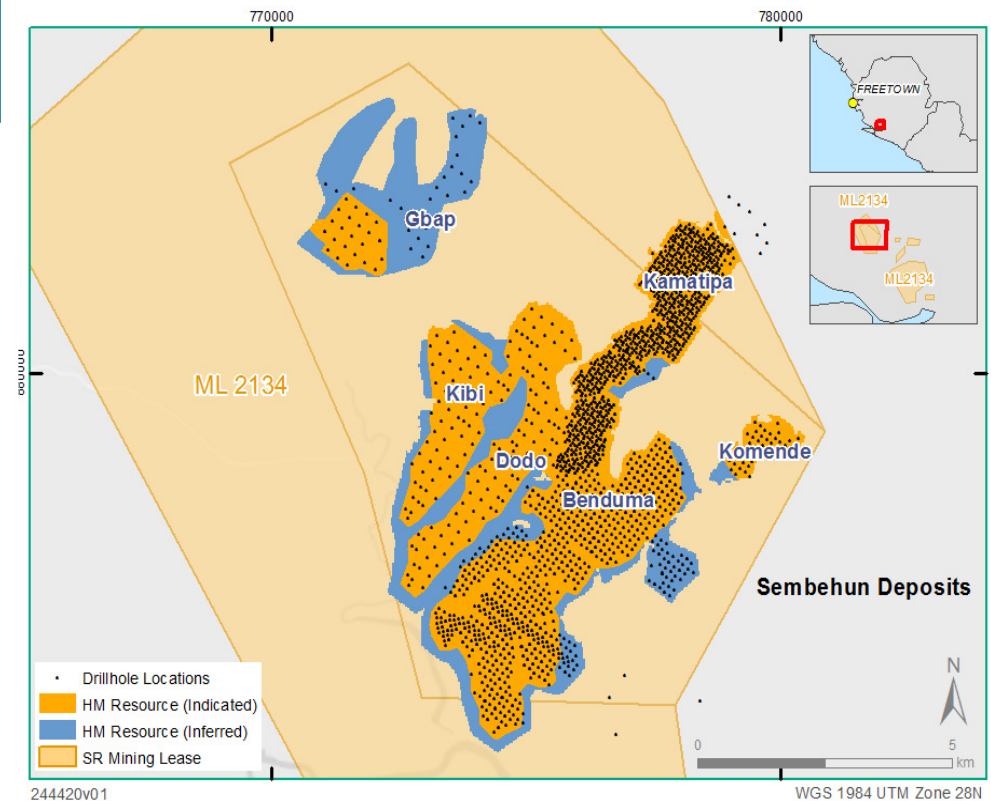 770000
780000
FREETOWN
ML2134
ML2134
Gbap
Kamatipa
ML 2134
Kibi
Komende
Dodo
Benduma
Sembehun Deposits
Drillhole Locations
HM Resource (Indicated)
HM Resource (Inferred)
SR Mining Lease
N
0
5
km
244420v01
WGS 1984 UTM Zone 28N